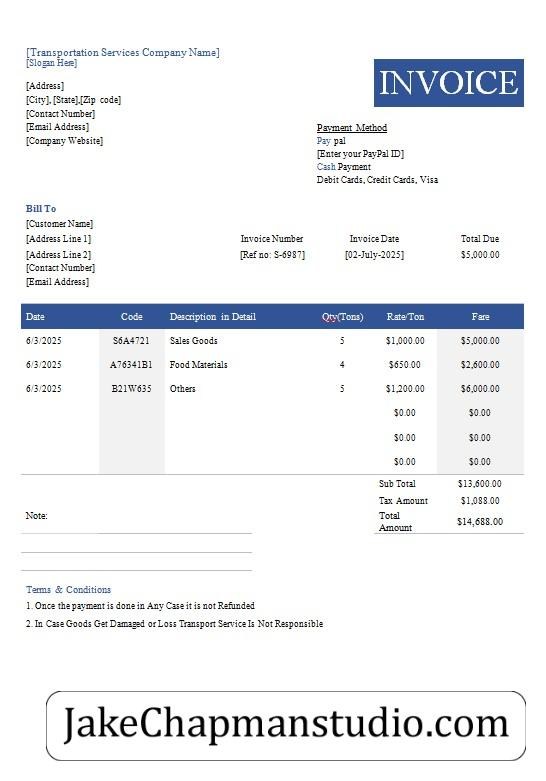 [Transportation Services Company Name]
[Slogan Here]
INVOICE
[Address]
[City], [State],[Zip code]
[Contact Number]
[Email Address]
[Company Website]
Payment Method
Pay pal
[Enter your PayPal ID]
Cash Payment
Debit Cards, Credit Cards, Visa
Bill To
[Customer Name]
[Address Line 1] Invoice Number Invoice Date Total Due
[Address Line 2] [Ref no: S-6987] [02-July-2025] $5,000.00
[Contact Number]
[Email Address]
Date Code Description in Detail Qty(Tons) Rate/Ton Fare
6/3/2025 S6A4721 Sales Goods 5 $1,000.00 $5,000.00
6/3/2025 A76341B1 Food Materials 4 $650.00 $2,600.00
6/3/2025 B21W635 Others 5 $1,200.00 $6,000.00
$0.00 $0.00
$0.00 $0.00
$0.00 $0.00
Sub Total $13,600.00
Tax Amount $1,088.00
Note: Total Amount $14,688.00
Terms & Conditions
1. Once the payment is done in Any Case it is not Refunded
2. In Case Goods Get Damaged or Loss Transport Service Is Not Responsible
JakeChapmanstudio.com